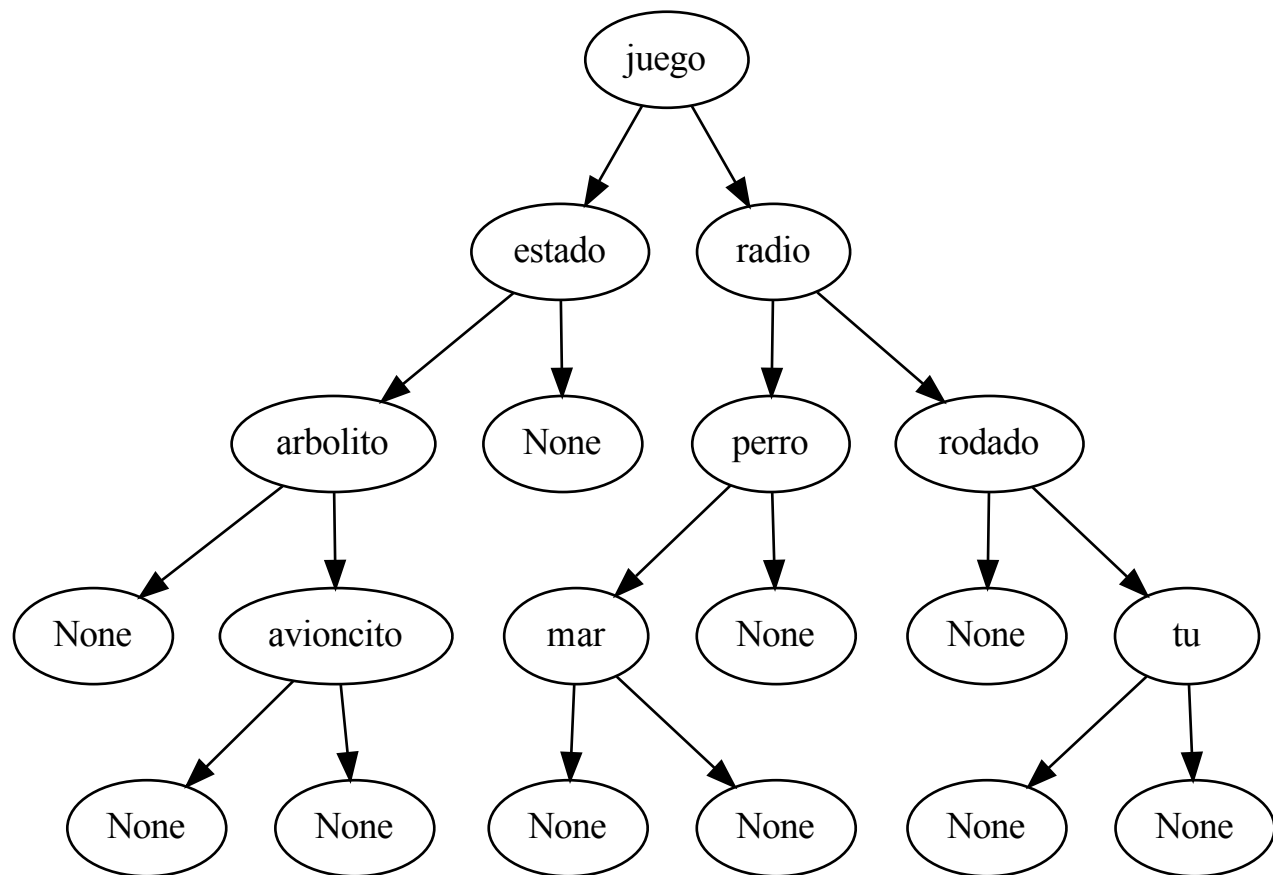 juego
estado radio
arbolito None perro rodado
None avioncito mar None None tu
None None None None None None